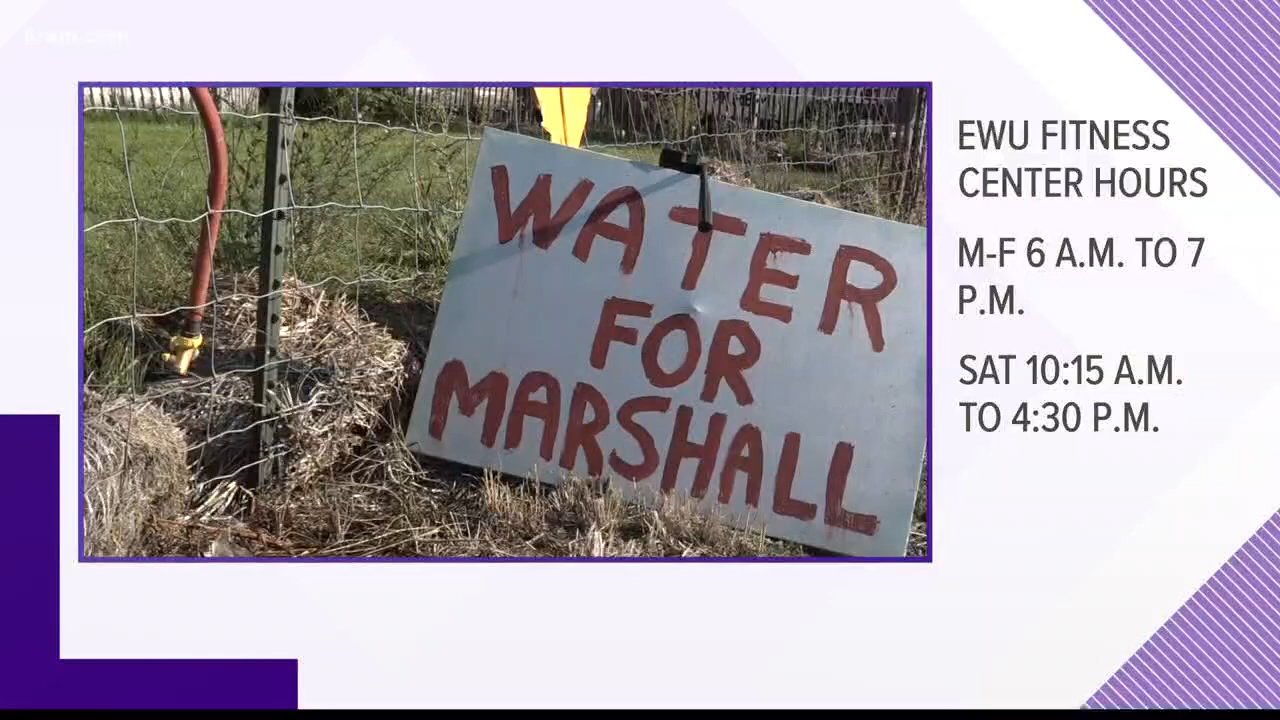 WATER
FOR
MARSHALL
EWU FITNESS
CENTER HOURS
M-F 6 A.M. TO 7
P.M.
SAT 10:15 A.M.
TO 4:30 P.M.